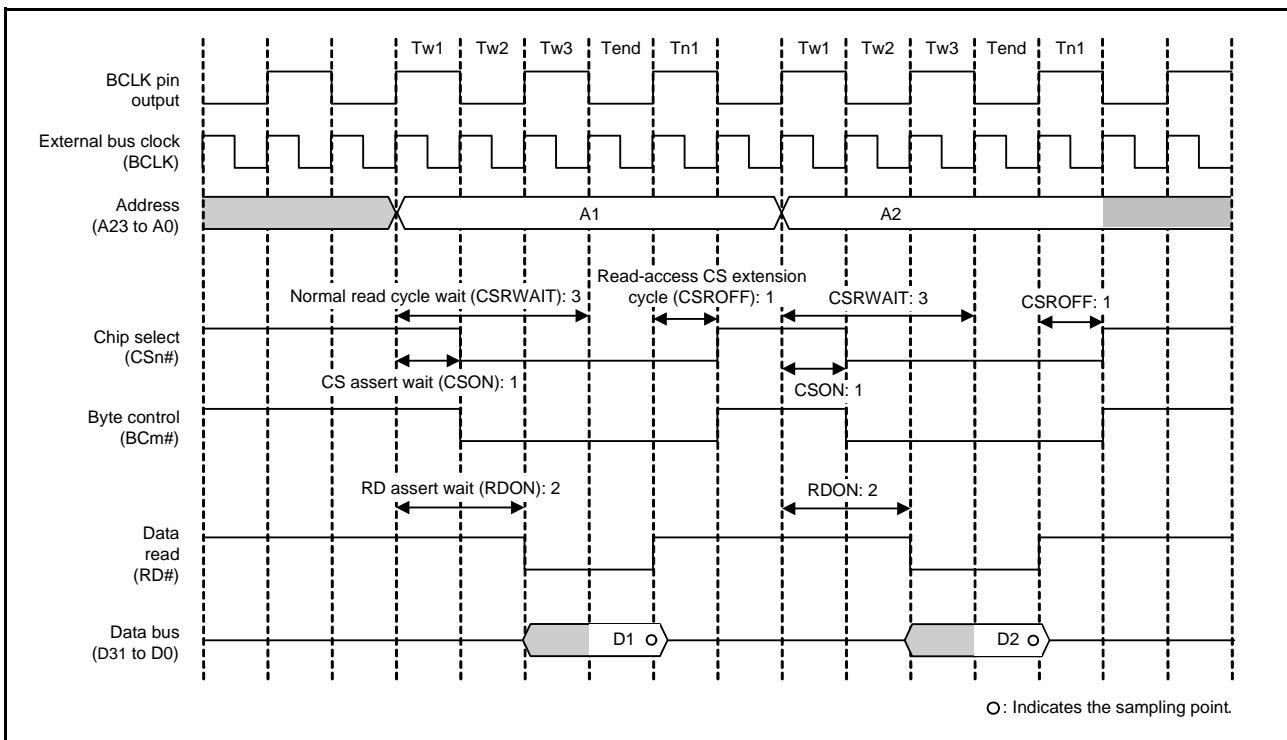 Tw1 Tw2 Tw3 Tend Tn1 Tw1 Tw2 Tw3 Tend Tn1
BCLK pin
output
External bus clock
(BCLK)
Address
(A23 to A0)
A1 A2
Normal read cycle wait (CSRWAIT): 3
Read-access CS extension
cycle (CSROFF): 1
CSRWAIT: 3
CSROFF: 1
Chip select
(CSn#)
CS assert wait (CSON): 1
CSON: 1
Byte control
(BCm#)
RD assert wait (RDON): 2
RDON: 2
Data
read
(RD#)
Data bus
(D31 to D0)
D1 D2
: Indicates the sampling point.